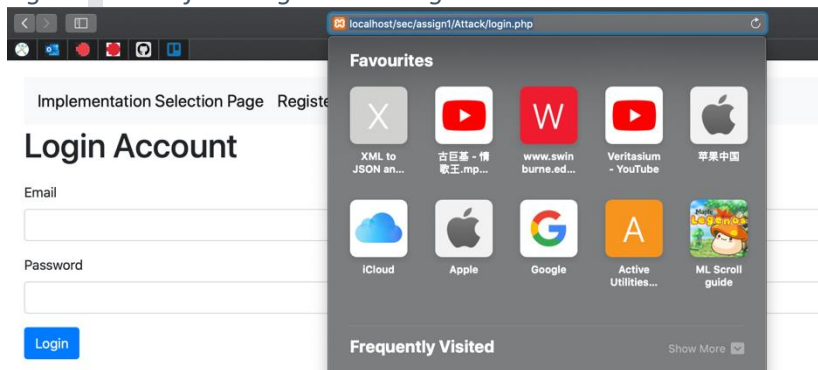 localhost/sec/assign1/Attack/login.php
Implementation Selection Page Registe
Login Account
Email
Password
Login
Favourites
X
XML to
JSON an...
古巨基 - 情
歌王.mp...
W
www.swin
burne.ed...
Veritasium
- YouTube
苹果中国
iCloud
Apple
Google
A
Active
Utilities...
ML Scroll
guide
Frequently Visited
Show More